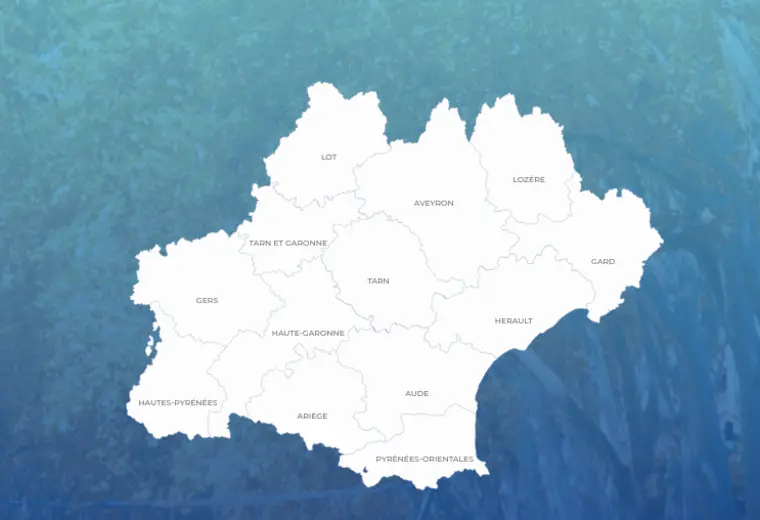 LOT
LOZÈRE
AVEYRON
TARN ET GARONNE
GARD
TARN
GERS
HERAULT
HAUTE-GARONNE
AUDE
HAUTES-PYRÉNÉES
ARIÈGE
PYRÉNÉES-ORIENTALES